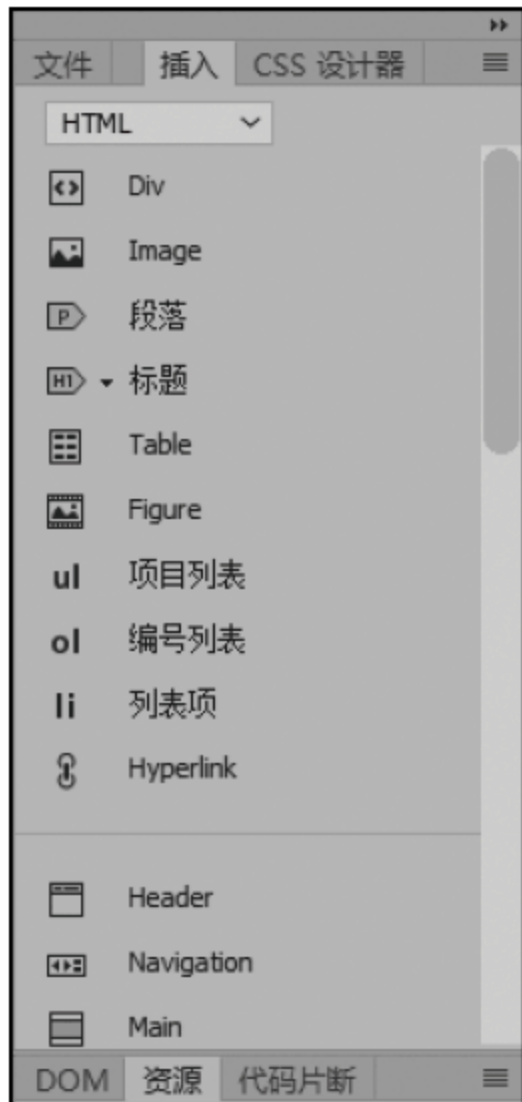 文件 插入 CSS 设计器
HTML
Div
Image
P 段落
H1 标题
Table
Figure
ul 项目列表
ol 编号列表
li 列表项
Hyperlink
Header
Navigation
Main
DOM 资源 代码片断